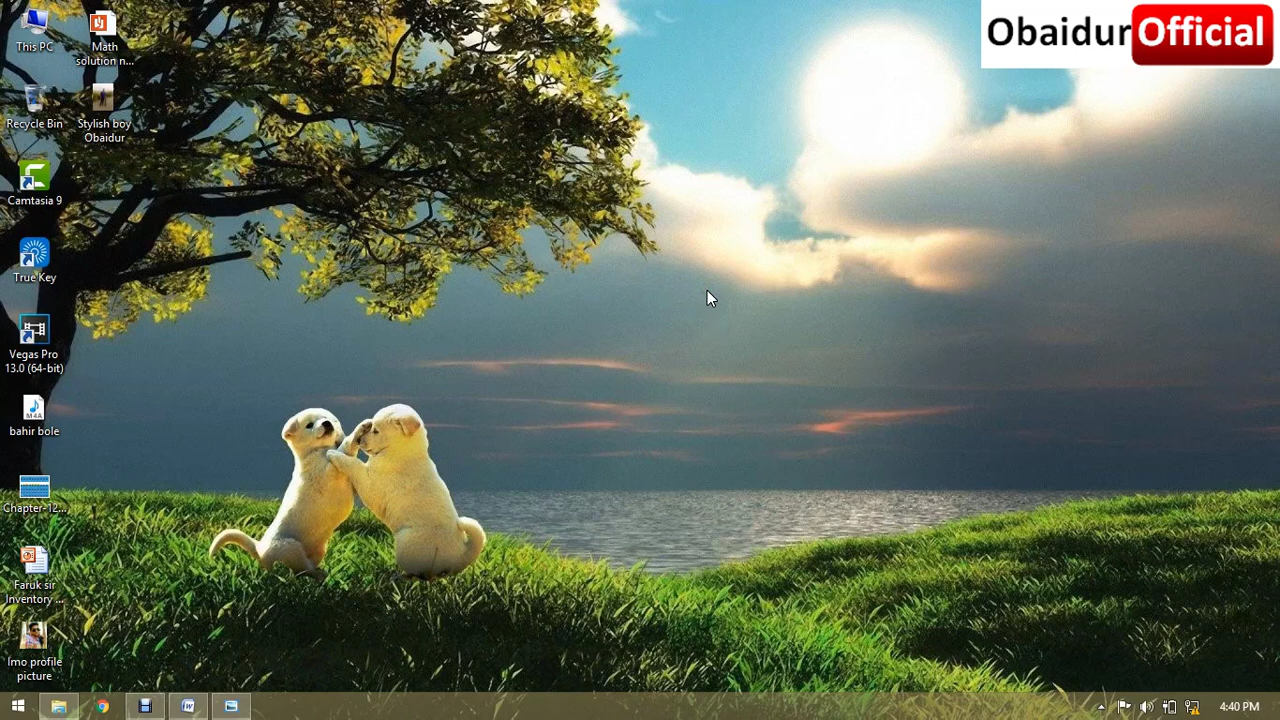 ObaidurOfficial
This PC
Math
solution n...
Recycle Bin
Stylish boy
Obaidur
Camtasia 9
True Key
Vegas Pro
13.0 (64-bit)
M4A
bahir bole
Chapter-12...
Faruk sir
Inventory ...
Imo profile
picture
4:40 PM